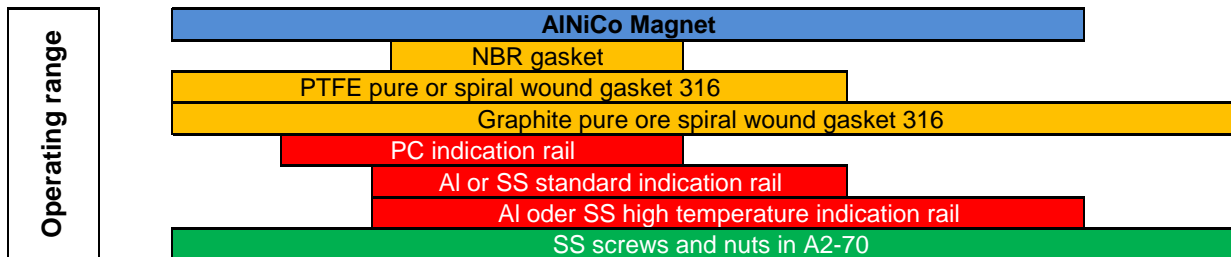 Operating range
AlNiCo Magnet
NBR gasket
PTFE pure or spiral wound gasket 316
Graphite pure ore spiral wound gasket 316
PC indication rail
Al or SS standard indication rail
Al oder SS high temperature indication rail
SS screws and nuts in A2-70